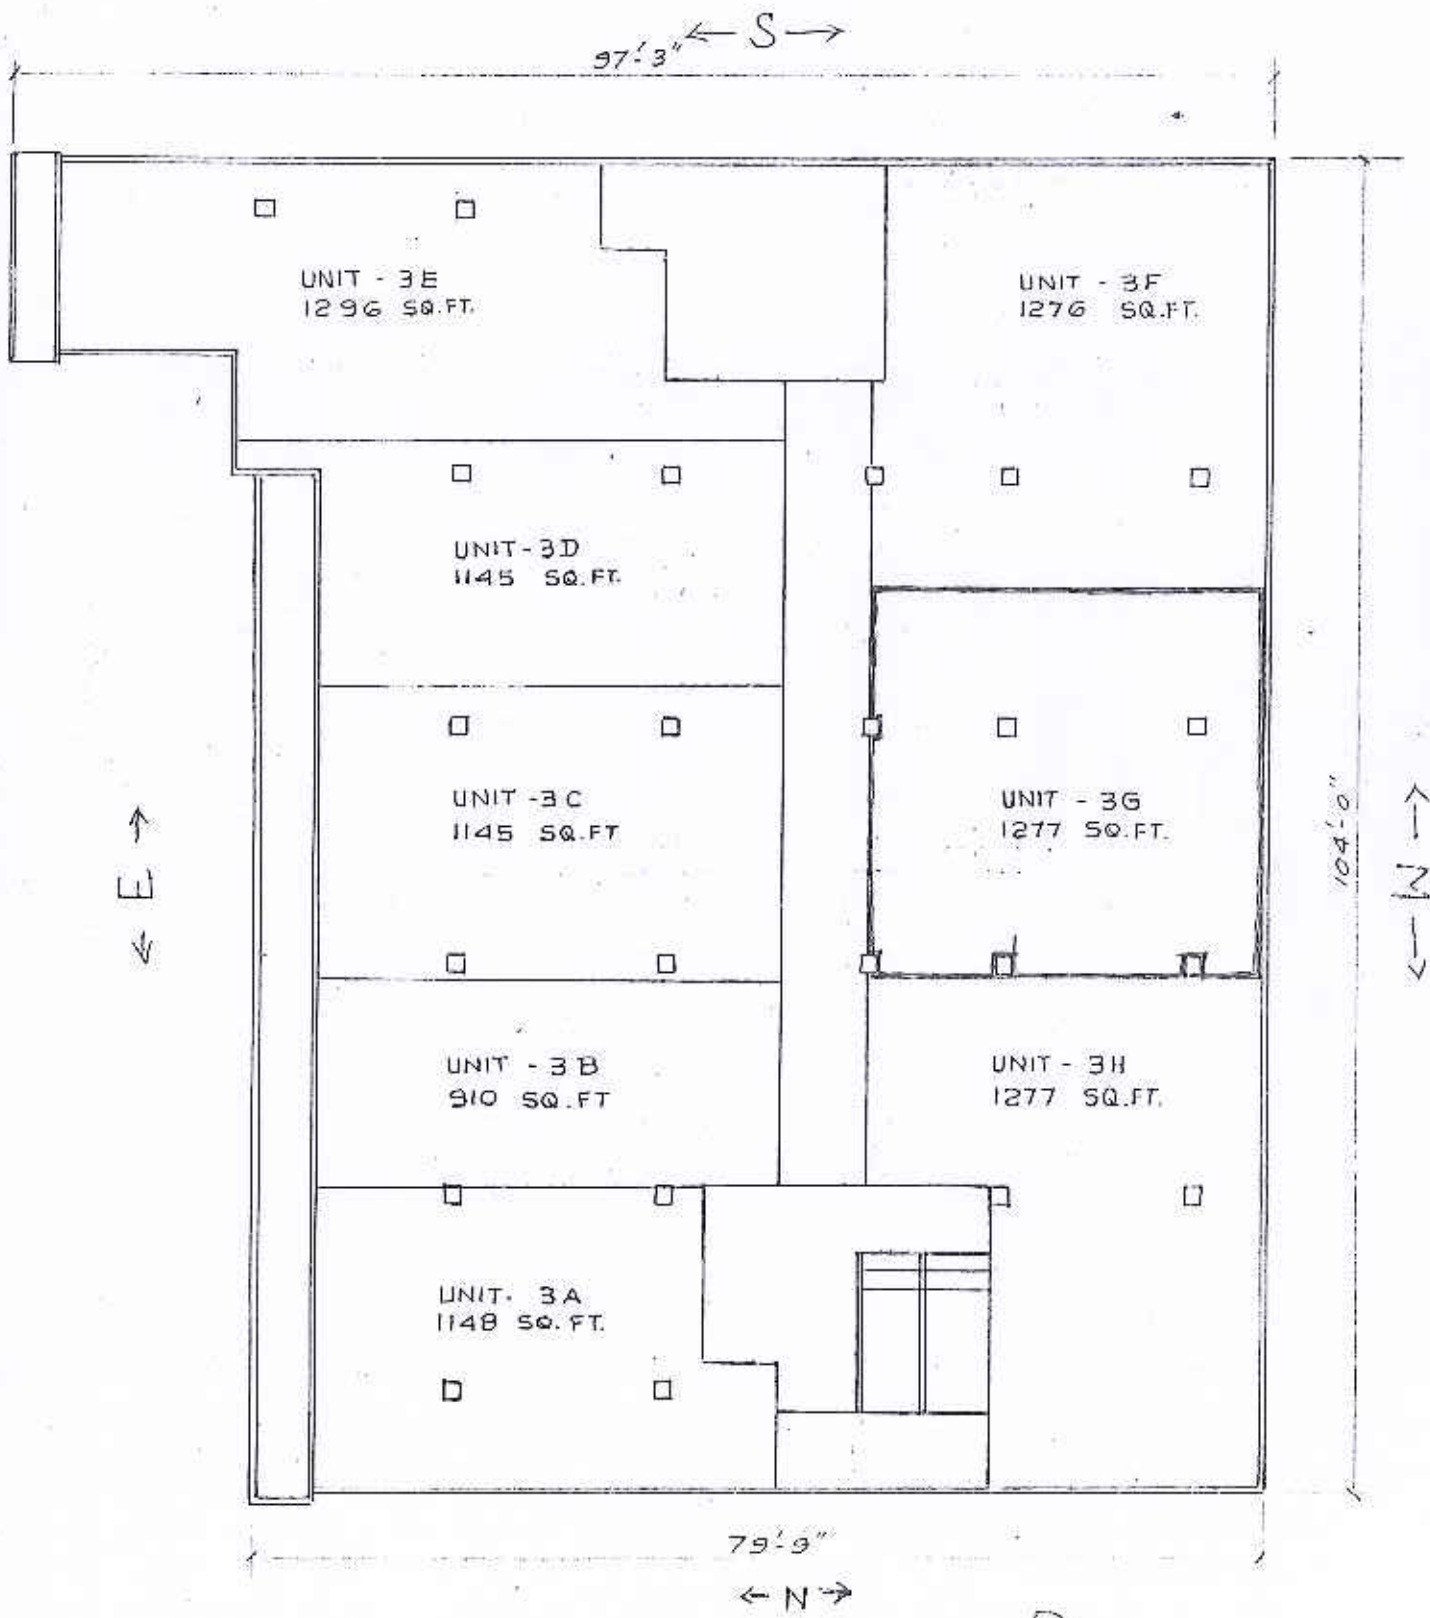 ← S →
97'-3"
UNIT - 3E
1296 SQ.FT.
UNIT - 3F
1276 SQ.FT.
UNIT - 3D
1145 SQ.FT.
UNIT - 3C
1145 SQ.FT
UNIT - 3G
1277 SQ.FT.
← E →
104'-0"
← W →
UNIT - 3B
910 SQ.FT
UNIT - 3H
1277 SQ.FT.
UNIT. 3A
1148 SQ.FT.
79'-9"
← N →